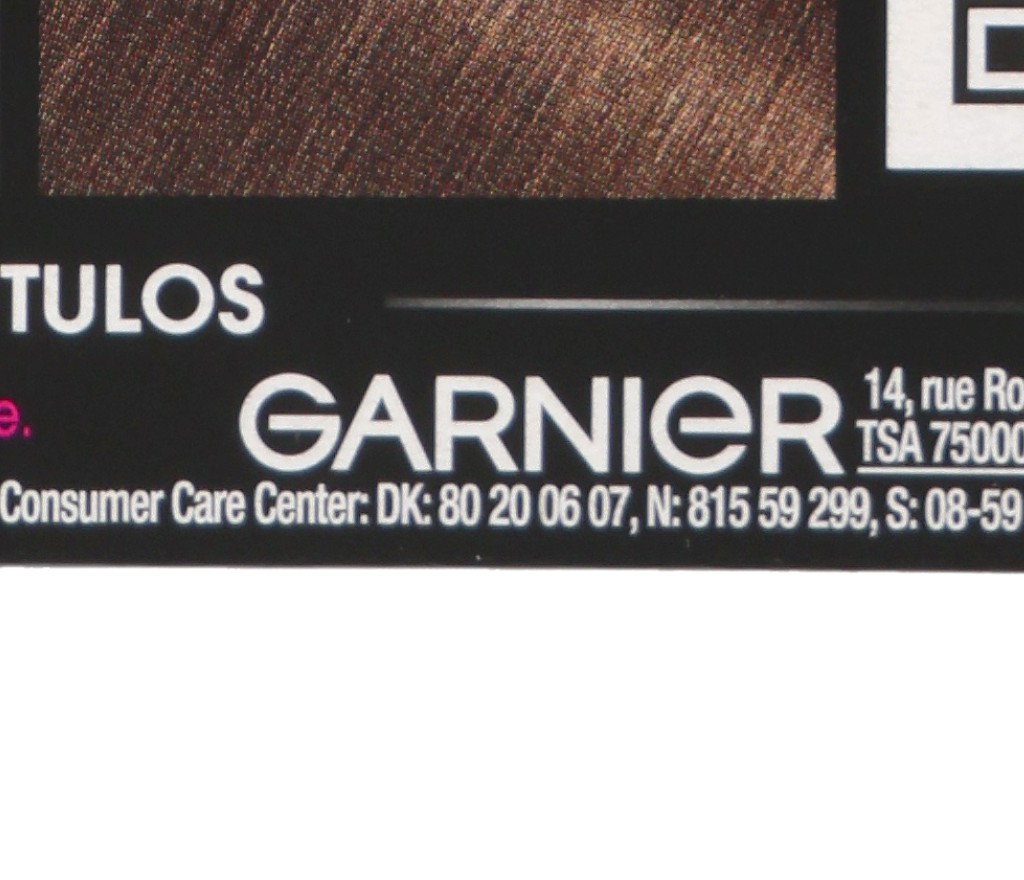 TULOS
e.
GARNIER
14, rue Ro
TSA 75000
Consumer Care Center: DK: 80 20 06 07, N: 815 59 299, S: 08-59